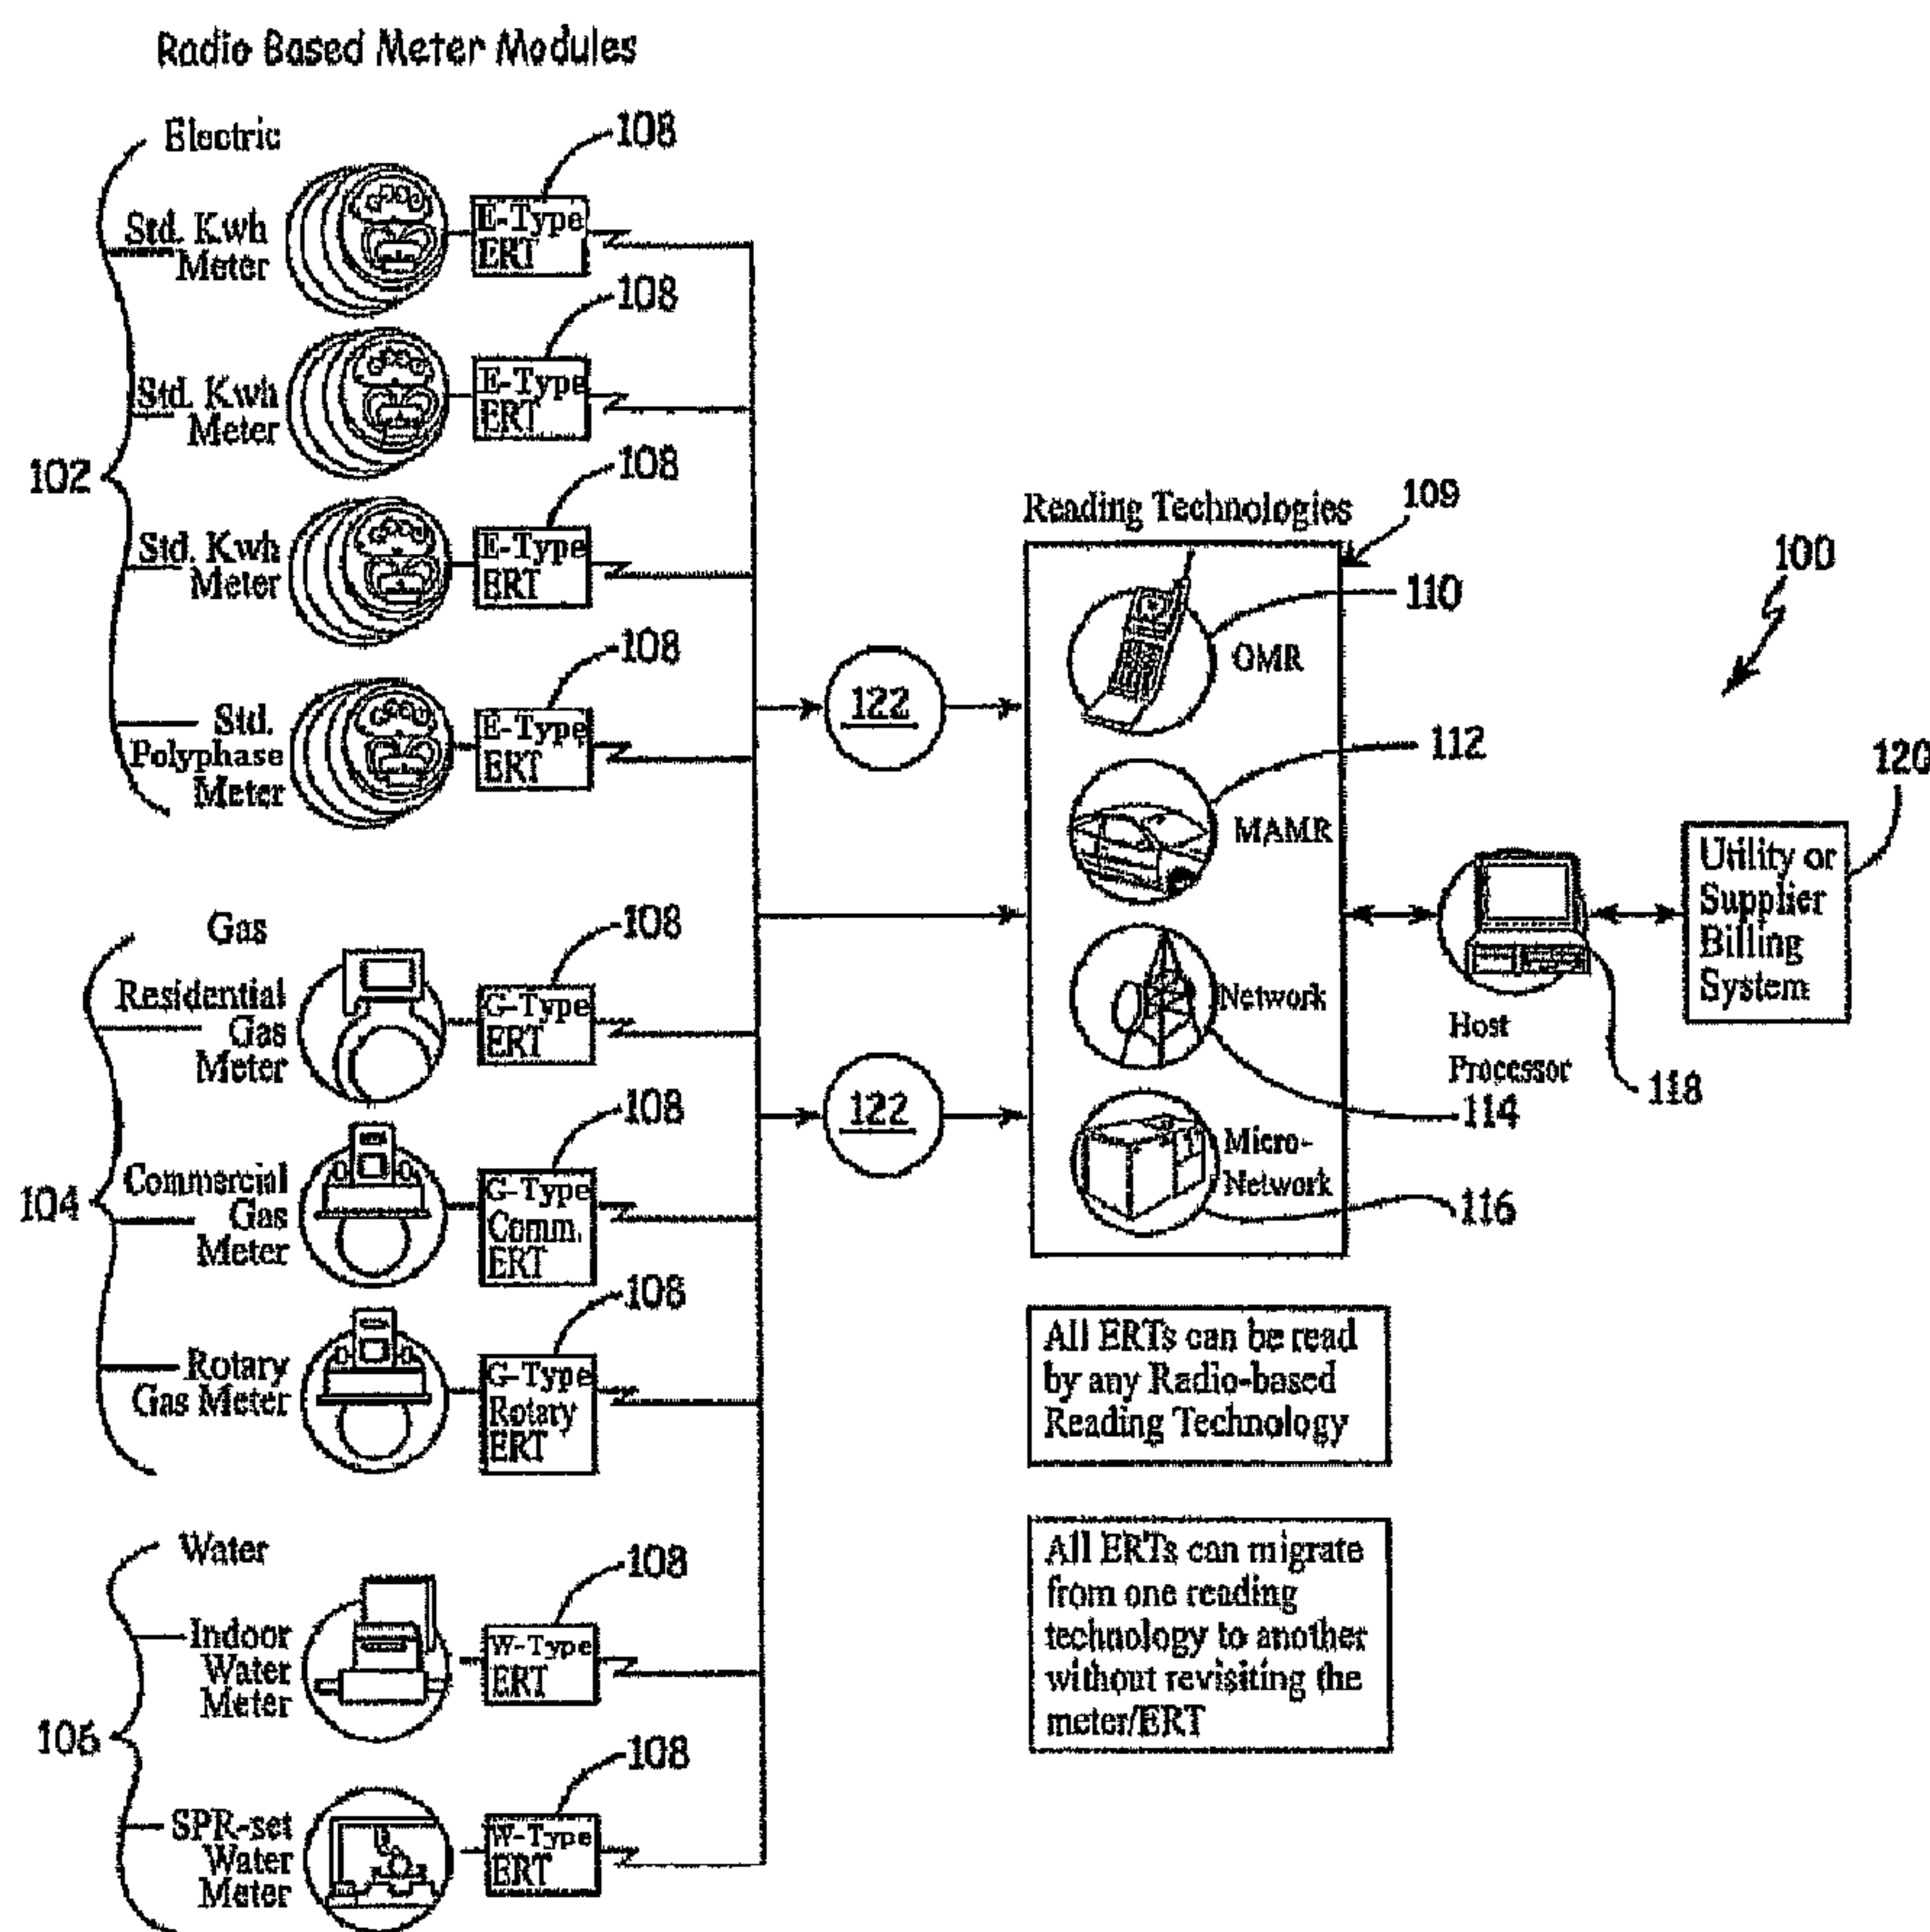 Radio Based Meter Modules
Electric
108
Std. Kwh
Meter
E-Type
ERT
108
Std. Kwh
Meter
E-Type
ERT
102
108
Std. Kwh
Meter
E-Type
ERT
108
Std.
Polyphase
Meter
E-Type
ERT
Gas
108
Residential
Gas
Meter
G-Type
ERT
104
108
Commercial
Gas
Meter
G-Type
Comm.
ERT
108
Rotary
Gas Meter
G-Type
Rotary
ERT
Water
108
Indoor
Water
Meter
W-Type
ERT
106
108
SPR-set
Water
Meter
W-Type
ERT
122
122
Reading Technologies
109
110
OMR
112
MAMR
Network
114
Micro-
Network
116
100
Host
Processor
118
120
Utility or
Supplier
Billing
System
All ERTs can be read
by any Radio-based
Reading Technology
All ERTs can migrate
from one reading
technology to another
without revisiting the
meter/ERT